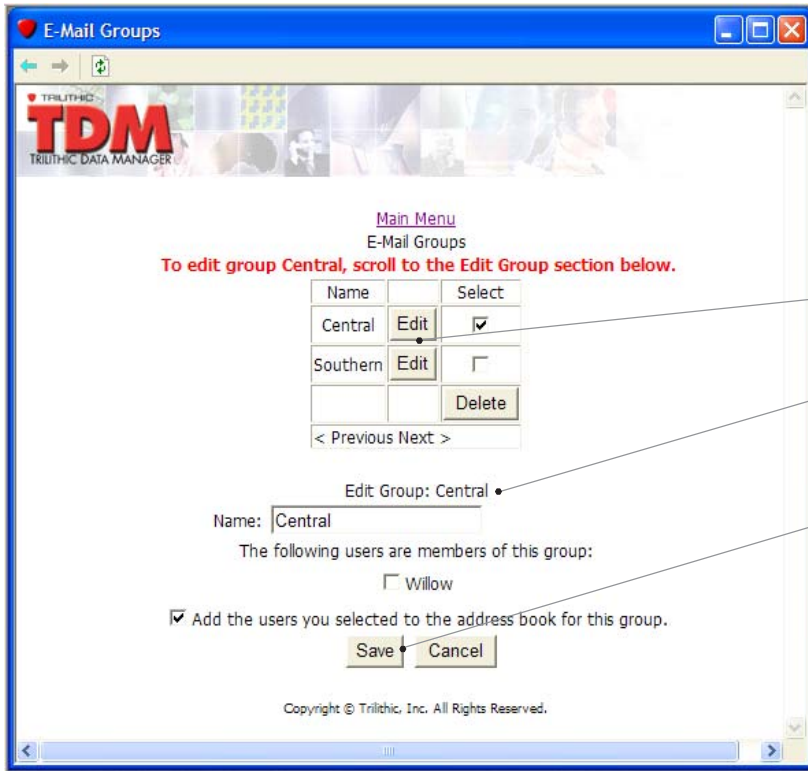 E-Mail Groups
TRILITHIC
TDM
TRILITHIC DATA MANAGER
Main Menu
E-Mail Groups
To edit group Central, scroll to the Edit Group section below.
Name Select
Central Edit
Southern Edit
Delete
< Previous Next >
Edit Group: Central
Name: Central
The following users are members of this group:
Willow
Add the users you selected to the address book for this group.
Save Cancel
Copyright © Trilithic, Inc. All Rights Reserved.